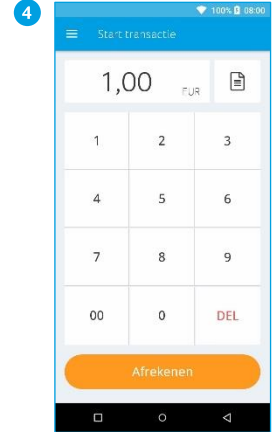 4
100% 08:00
Start transactie
1,00 EUR
1 2 3
4 5 6
7 8 9
00 0 DEL
Afrekenen